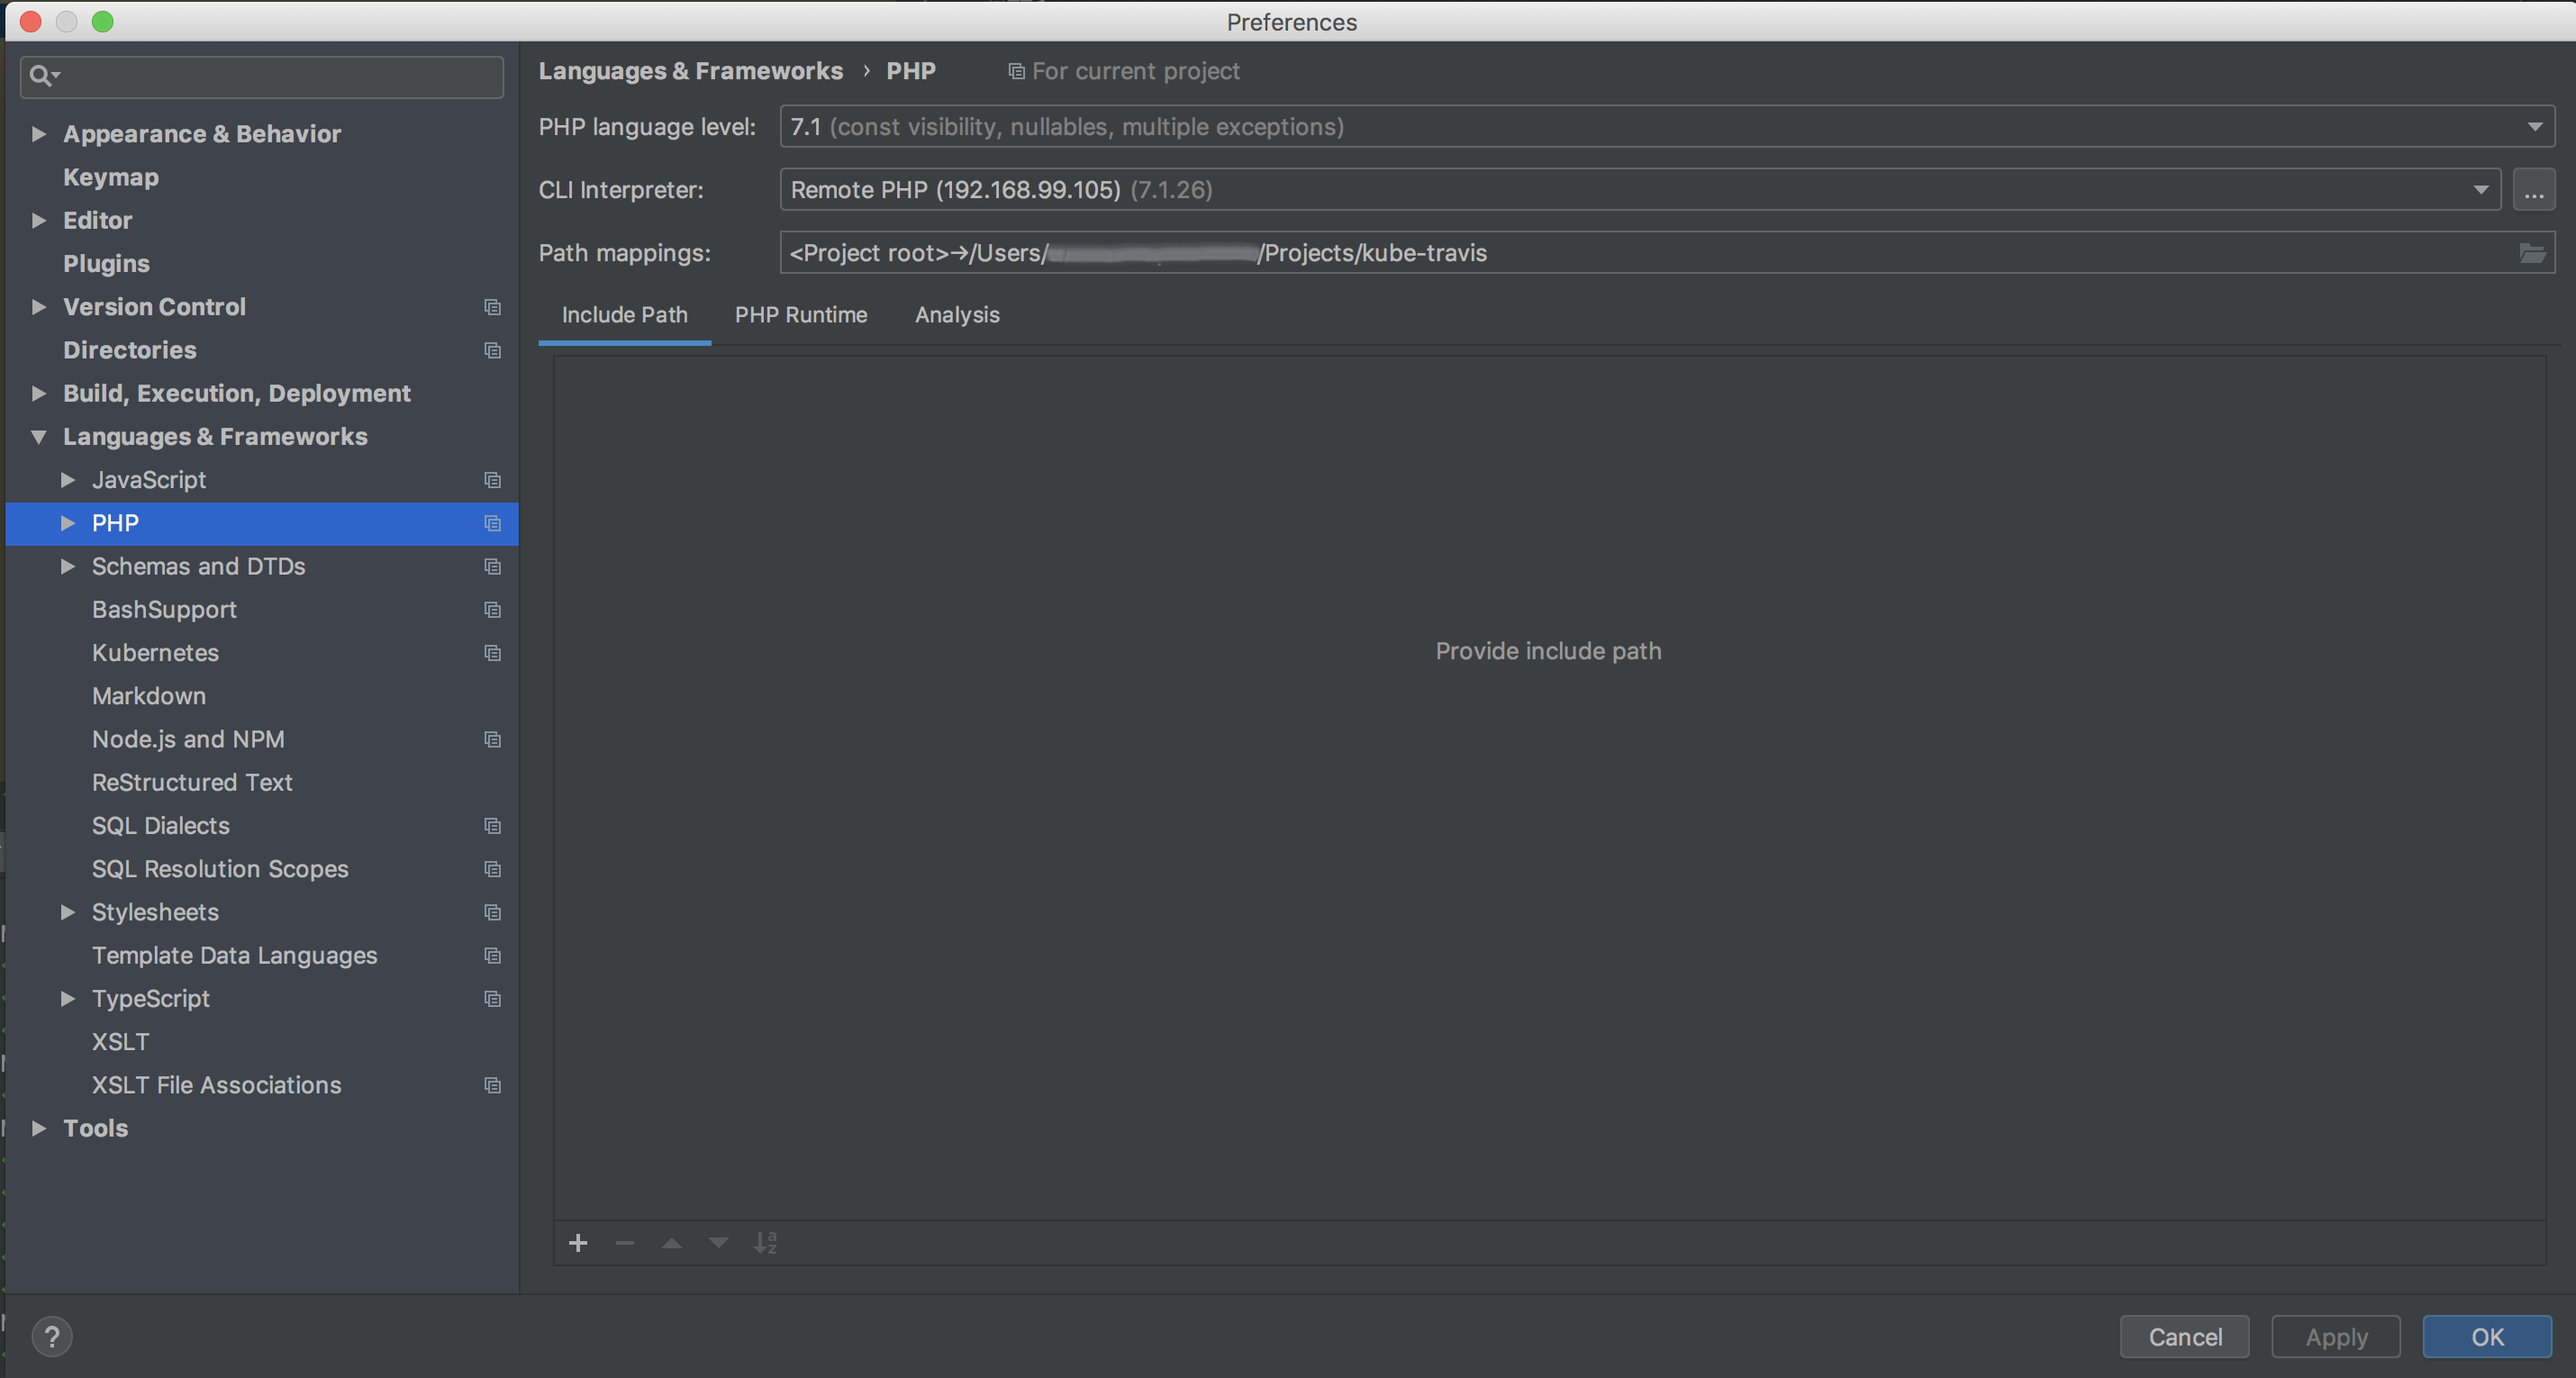 Preferences
Appearance & Behavior
Keymap
Editor
Plugins
Version Control
Directories
Build, Execution, Deployment
Languages & Frameworks
JavaScript
PHP
Schemas and DTDs
BashSupport
Kubernetes
Markdown
Node.js and NPM
ReStructured Text
SQL Dialects
SQL Resolution Scopes
Stylesheets
Template Data Languages
TypeScript
XSLT
XSLT File Associations
Tools
Languages & Frameworks › PHP For current project
PHP language level: 7.1 (const visibility, nullables, multiple exceptions)
CLI Interpreter: Remote PHP (192.168.99.105) (7.1.26) ...
Path mappings: <Project root>→/Users/ /Projects/kube-travis
Include Path PHP Runtime Analysis
Provide include path
? Cancel Apply OK